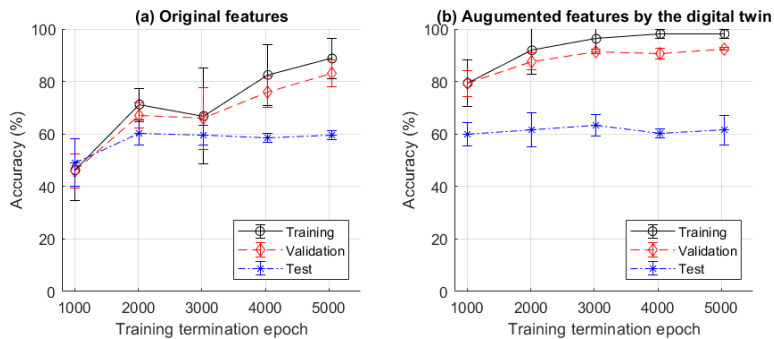 (a) Original features
Accuracy (%)
100
80
60
40
20
0
1000 2000 3000 4000 5000
Training termination epoch
Training
Validation
Test
(b) Augumented features by the digital twin
Accuracy (%)
100
80
60
40
20
0
1000 2000 3000 4000 5000
Training termination epoch
Training
Validation
Test